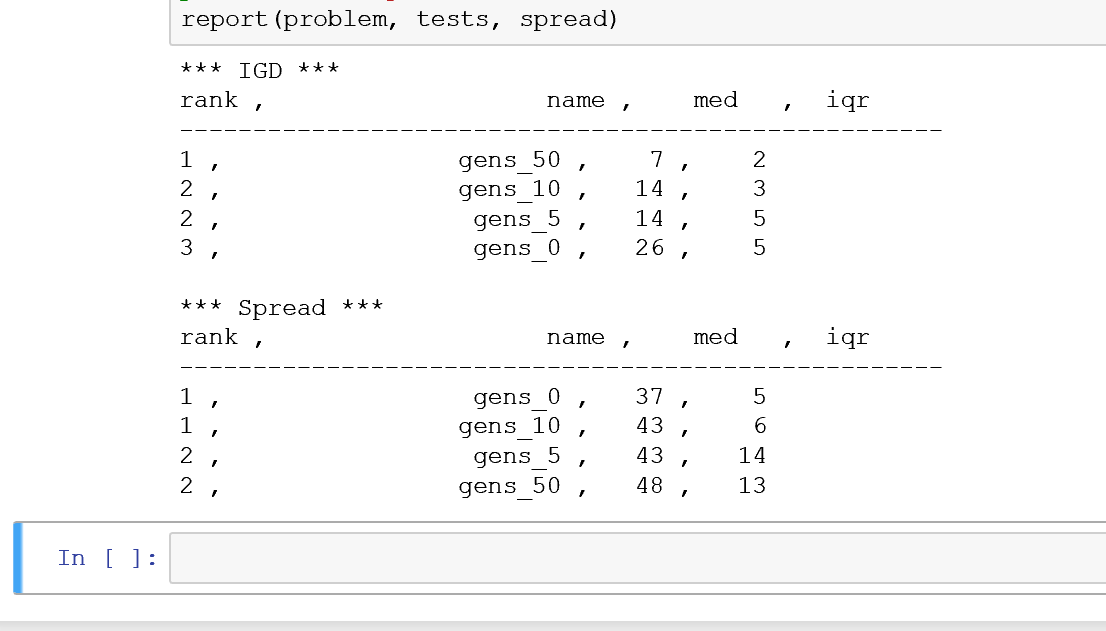 report(problem, tests, spread)
*** IGD ***
rank ,                   name ,    med   ,  iqr
----------------------------------------------------
1 ,                gens_50 ,    7 ,    2
2 ,                gens_10 ,   14 ,    3
2 ,                 gens_5 ,   14 ,    5
3 ,                 gens_0 ,   26 ,    5
*** Spread ***
rank ,                   name ,    med   ,  iqr
----------------------------------------------------
1 ,                 gens_0 ,   37 ,    5
1 ,                gens_10 ,   43 ,    6
2 ,                 gens_5 ,   43 ,   14
2 ,                gens_50 ,   48 ,   13
In [ ]: